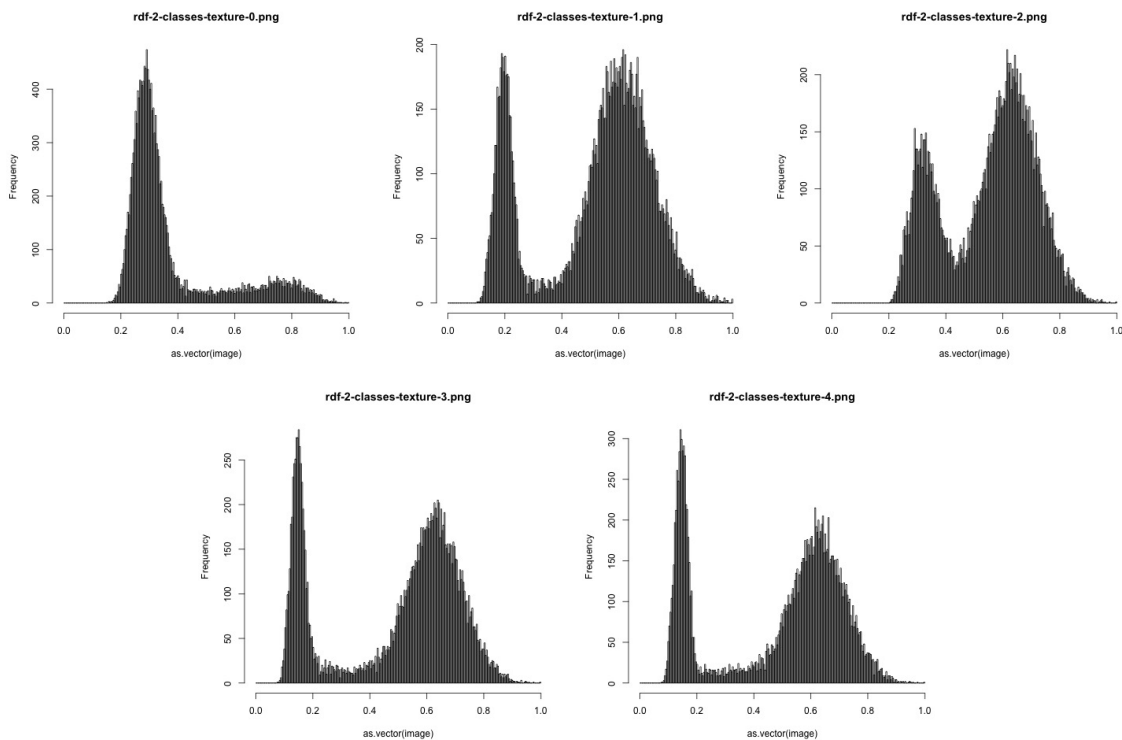 rdf-2-classes-texture-0.png
Frequency
400
300
200
100
0
0.0 0.2 0.4 0.6 0.8 1.0
as.vector(image)
rdf-2-classes-texture-1.png
Frequency
200
150
100
50
0
0.0 0.2 0.4 0.6 0.8 1.0
as.vector(image)
rdf-2-classes-texture-2.png
Frequency
200
150
100
50
0
0.0 0.2 0.4 0.6 0.8 1.0
as.vector(image)
rdf-2-classes-texture-3.png
Frequency
250
200
150
100
50
0
0.0 0.2 0.4 0.6 0.8 1.0
as.vector(image)
rdf-2-classes-texture-4.png
Frequency
300
250
200
150
100
50
0
0.0 0.2 0.4 0.6 0.8 1.0
as.vector(image)